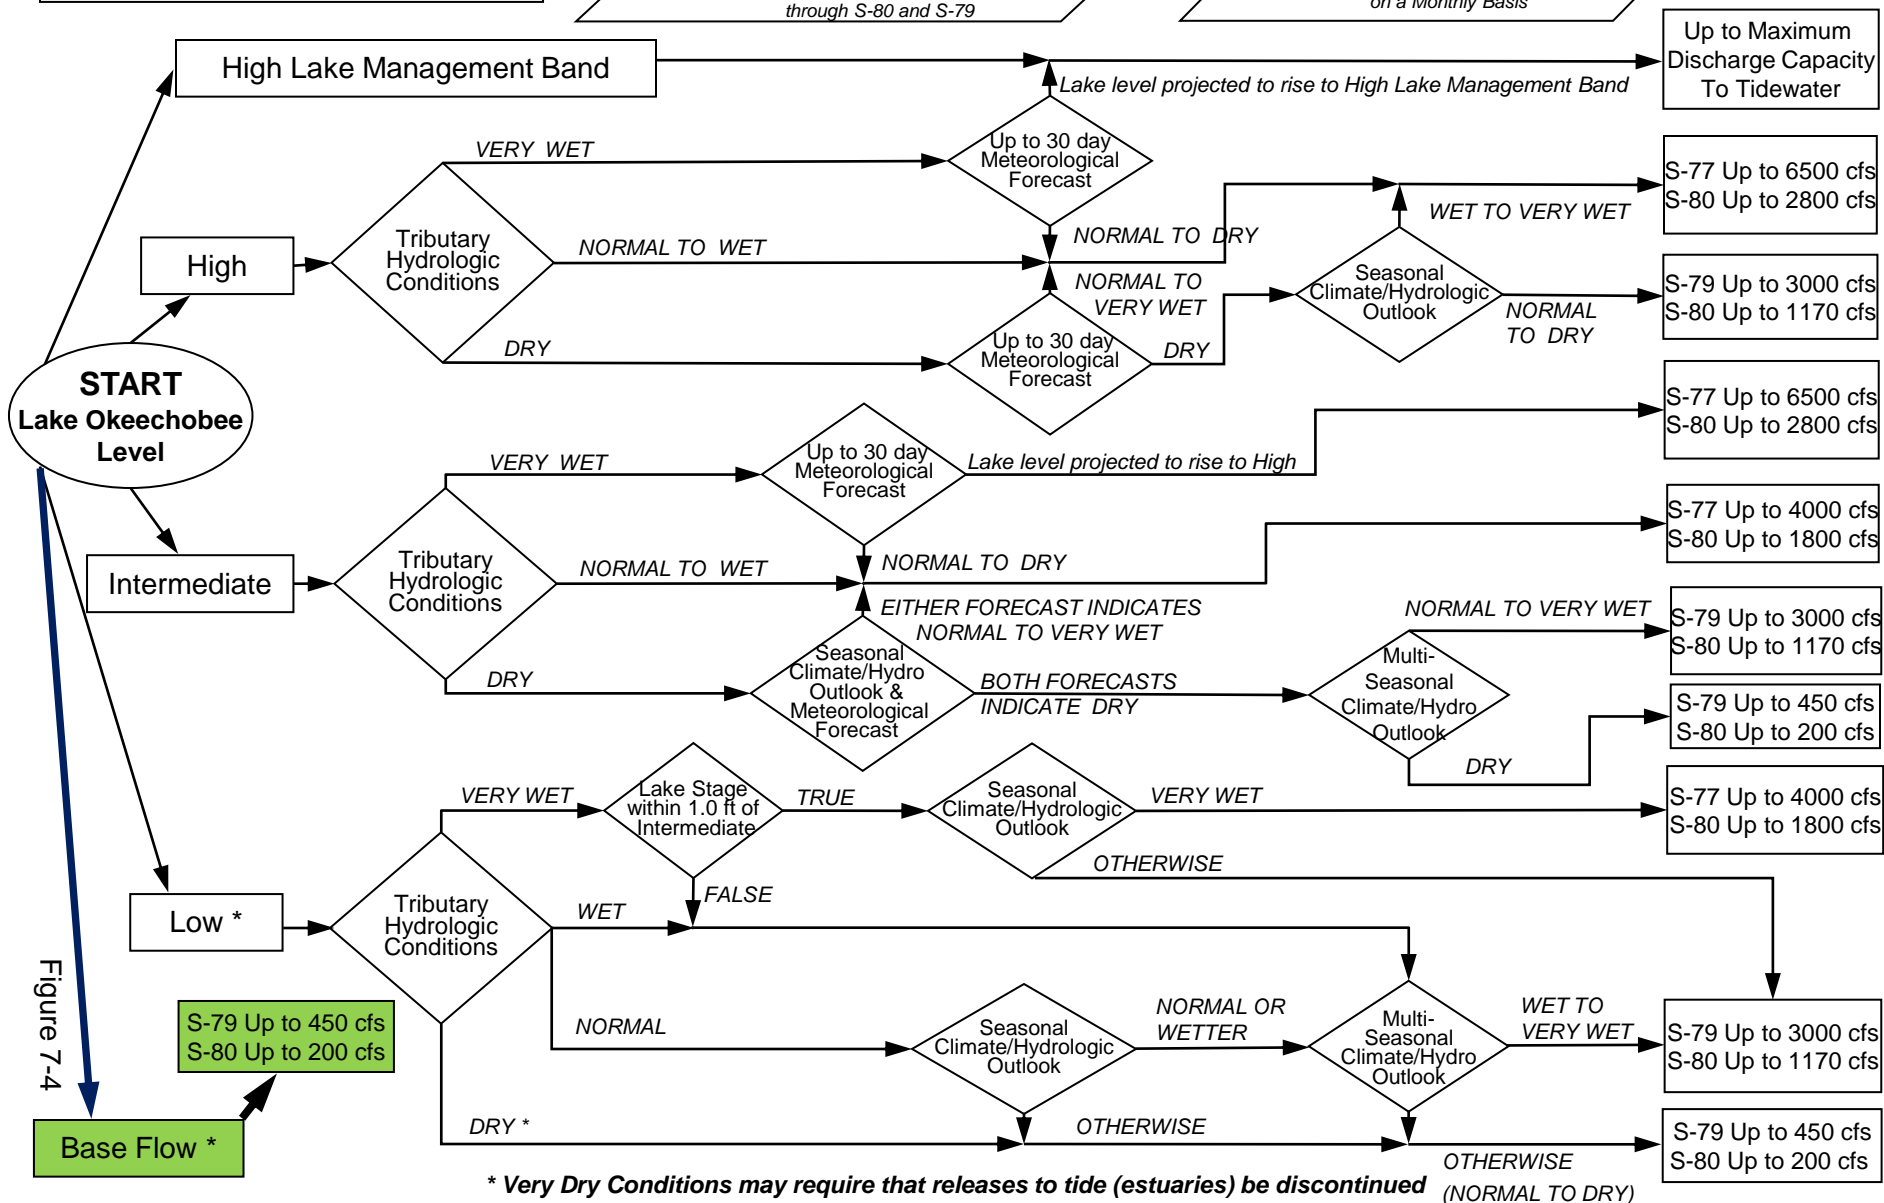 through S-80 and S-79
on a Monthly Basis
High Lake Management Band
Lake level projected to rise to High Lake Management Band
Up to Maximum
Discharge Capacity
To Tidewater
VERY WET
Up to 30 day
Meteorological
Forecast
S-77 Up to 6500 cfs
S-80 Up to 2800 cfs
WET TO VERY WET
High
Tributary
Hydrologic
Conditions
NORMAL TO WET
NORMAL TO DRY
NORMAL TO
VERY WET
Seasonal
Climate/Hydrologic
Outlook
NORMAL
TO DRY
S-79 Up to 3000 cfs
S-80 Up to 1170 cfs
DRY
Up to 30 day
Meteorological
Forecast
DRY
START
Lake Okeechobee
Level
VERY WET
Up to 30 day
Meteorological
Forecast
Lake level projected to rise to High
S-77 Up to 6500 cfs
S-80 Up to 2800 cfs
S-77 Up to 4000 cfs
S-80 Up to 1800 cfs
Intermediate
Tributary
Hydrologic
Conditions
NORMAL TO WET
NORMAL TO DRY
EITHER FORECAST INDICATES
NORMAL TO VERY WET
NORMAL TO VERY WET
S-79 Up to 3000 cfs
S-80 Up to 1170 cfs
DRY
Seasonal
Climate/Hydro
Outlook &
Meteorological
Forecast
BOTH FORECASTS
INDICATE DRY
Multi-
Seasonal
Climate/Hydro
Outlook
DRY
S-79 Up to 450 cfs
S-80 Up to 200 cfs
VERY WET
Lake Stage
within 1.0 ft of
Intermediate
TRUE
Seasonal
Climate/Hydrologic
Outlook
VERY WET
S-77 Up to 4000 cfs
S-80 Up to 1800 cfs
OTHERWISE
FALSE
Low *
Tributary
Hydrologic
Conditions
WET
NORMAL
Seasonal
Climate/Hydrologic
Outlook
NORMAL OR
WETTER
Multi-
Seasonal
Climate/Hydro
Outlook
WET TO
VERY WET
S-79 Up to 3000 cfs
S-80 Up to 1170 cfs
Figure 7-4
S-79 Up to 450 cfs
S-80 Up to 200 cfs
Base Flow *
DRY *
OTHERWISE
S-79 Up to 450 cfs
S-80 Up to 200 cfs
OTHERWISE
(NORMAL TO DRY)
* Very Dry Conditions may require that releases to tide (estuaries) be discontinued